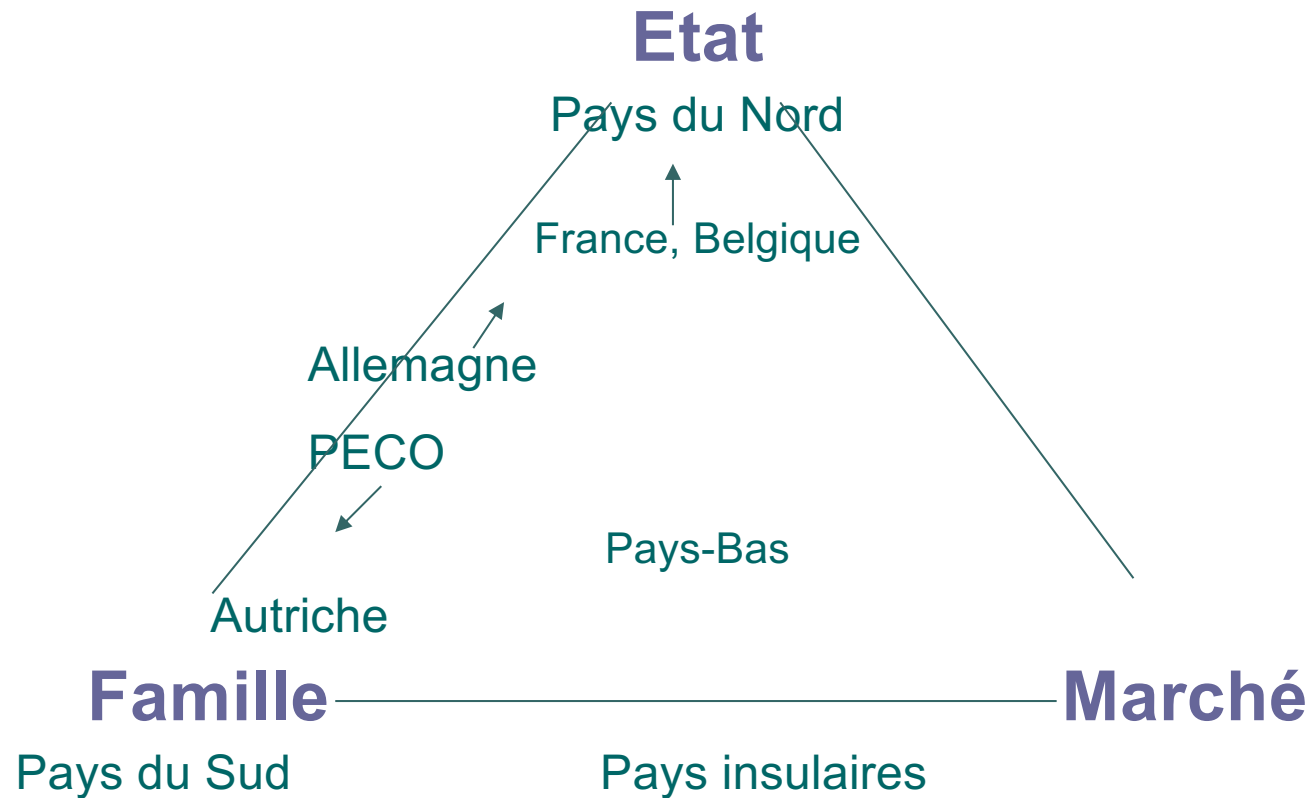 Etat
Pays du Nord
France, Belgique
Allemagne
PECO
Pays-Bas
Autriche
Famille
Marché
Pays du Sud
Pays insulaires